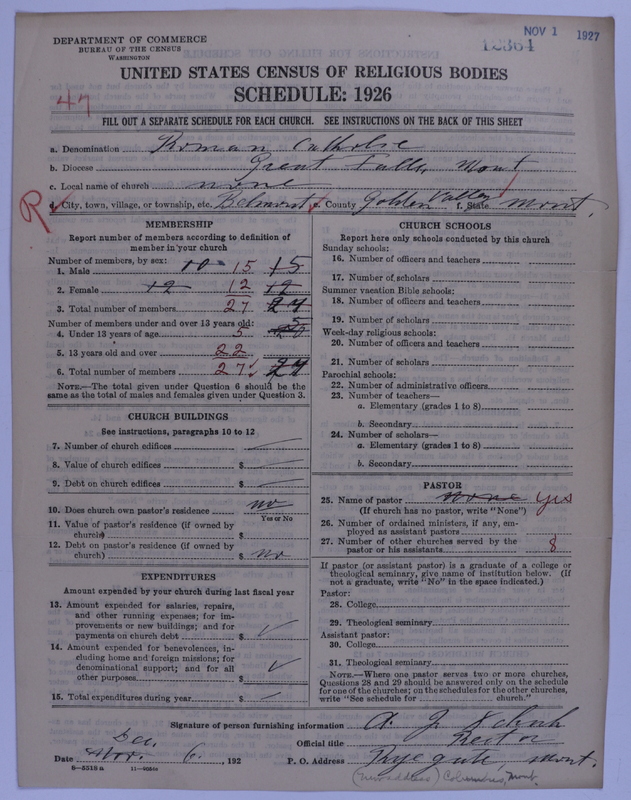 DEPARTMENT OF COMMERCE
BUREAU OF THE CENSUS
WASHINGTON
NOV 1 1927
12364
UNITED STATES CENSUS OF RELIGIOUS BODIES
SCHEDULE: 1926
47
FILL OUT A SEPARATE SCHEDULE FOR EACH CHURCH. SEE INSTRUCTIONS ON THE BACK OF THIS SHEET
a. Denomination Roman Catholic
b. Diocese Great Falls, Mont
c. Local name of church none
R
d. City, town, village, or township, etc. Belmont e. County Golden Valley f. State Mont.
MEMBERSHIP
Report number of members according to definition of member in your church
Number of members, by sex:
1. Male 10 15 15
2. Female 12 12 12
3. Total number of members 27 27
Number of members under and over 13 years old:
4. Under 13 years of age 5 5
5. 13 years old and over 22
6. Total number of members 27 27
NOTE.—The total given under Question 6 should be the same as the total of males and females given under Question 3.
CHURCH BUILDINGS
See instructions, paragraphs 10 to 12
7. Number of church edifices
8. Value of church edifices $
9. Debt on church edifices $
10. Does church own pastor's residence no
Yes or No
11. Value of pastor's residence (if owned by church) $
12. Debt on pastor's residence (if owned by church) $ no
EXPENDITURES
Amount expended by your church during last fiscal year
13. Amount expended for salaries, repairs, and other running expenses; for improvements or new buildings; and for payments on church debt $ ✓
14. Amount expended for benevolences, including home and foreign missions; for denominational support; and for all other purposes $ ✓
15. Total expenditures during year $
CHURCH SCHOOLS
Report here only schools conducted by this church
Sunday schools:
16. Number of officers and teachers
17. Number of scholars
Summer vacation Bible schools:
18. Number of officers and teachers
19. Number of scholars
Week-day religious schools:
20. Number of officers and teachers
21. Number of scholars
Parochial schools:
22. Number of administrative officers
23. Number of teachers—
a. Elementary (grades 1 to 8)
b. Secondary
24. Number of scholars—
a. Elementary (grades 1 to 8)
b. Secondary
PASTOR
25. Name of pastor none yes
(If church has no pastor, write "None")
26. Number of ordained ministers, if any, employed as assistant pastors
27. Number of other churches served by the pastor or his assistants 8
If pastor (or assistant pastor) is a graduate of a college or theological seminary, give name of institution below. (If not a graduate, write "No" in the space indicated.)
Pastor:
28. College
29. Theological seminary
Assistant pastor:
30. College
31. Theological seminary
NOTE.—Where one pastor serves two or more churches, Questions 28 and 29 should be answered only on the schedule for one of the churches; on the schedules for the other churches, write "See schedule for church."
Signature of person furnishing information A. J.
Official title Rector
Dec.
Date Nov. 6. 192 P. O. Address Ryegate, Mont.
(New address) Columbus, Mont.
8—5518a 11—9084